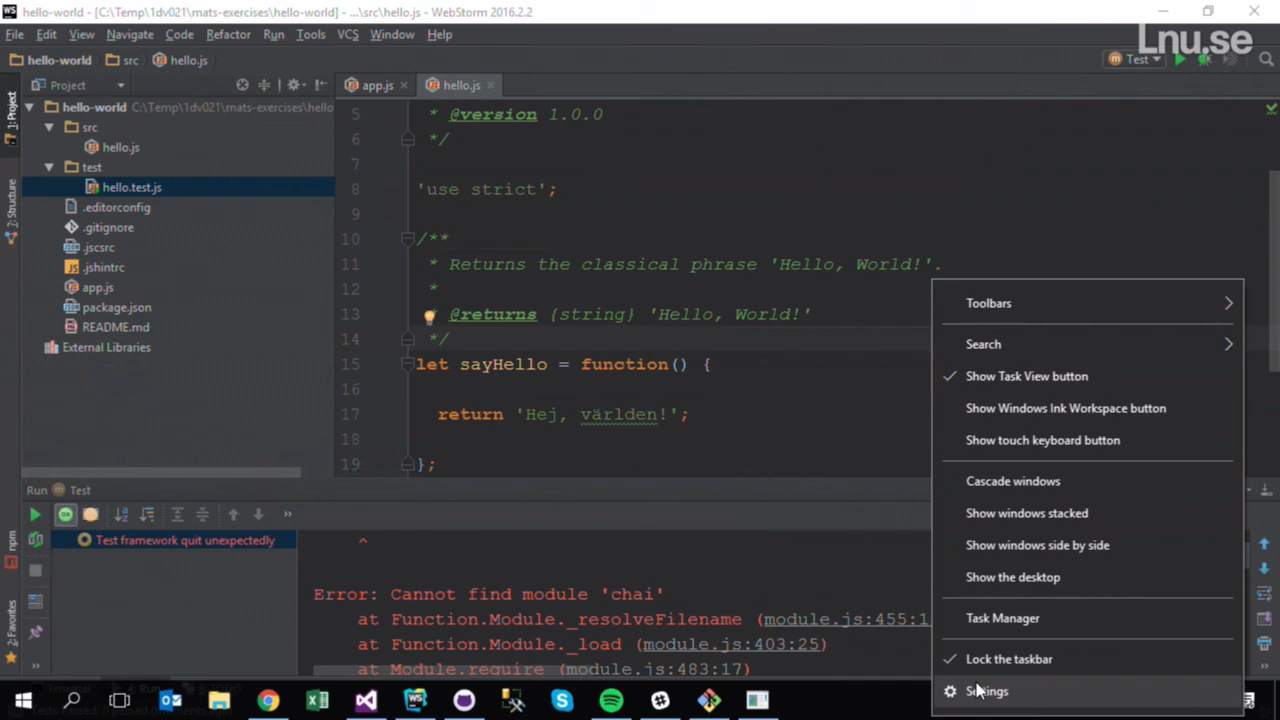 hello-world - [C:\Temp\1dv021\mats-exercises\hello-world] - ...\src\hello.js - WebStorm 2016.2.2
File Edit View Navigate Code Refactor Run Tools VCS Window Help
Lnu.se
hello-world src hello.js
Test
Project
app.js
hello.js
1: Project
7: Structure
npm
2: Favorites
hello-world C:\Temp\1dv021\mats-exercises\hello
src
hello.js
test
hello.test.js
.editorconfig
.gitignore
.jscsrc
.jshintrc
app.js
package.json
README.md
External Libraries
5 * @version 1.0.0
6 */
7
8 'use strict';
9
10 /**
11 * Returns the classical phrase 'Hello, World!'.
12 *
13 @returns {string} 'Hello, World!'
14 */
15 let sayHello = function() {
16
17 return 'Hej, världen!';
18
19 };
Run Test
Test framework quit unexpectedly
^
Error: Cannot find module 'chai'
at Function.Module._resolveFilename (module.js:455:1
at Function.Module._load (module.js:403:25)
at Module.require (module.js:483:17)
Toolbars
Search
Show Task View button
Show Windows Ink Workspace button
Show touch keyboard button
Cascade windows
Show windows stacked
Show windows side by side
Show the desktop
Task Manager
Lock the taskbar
Settings